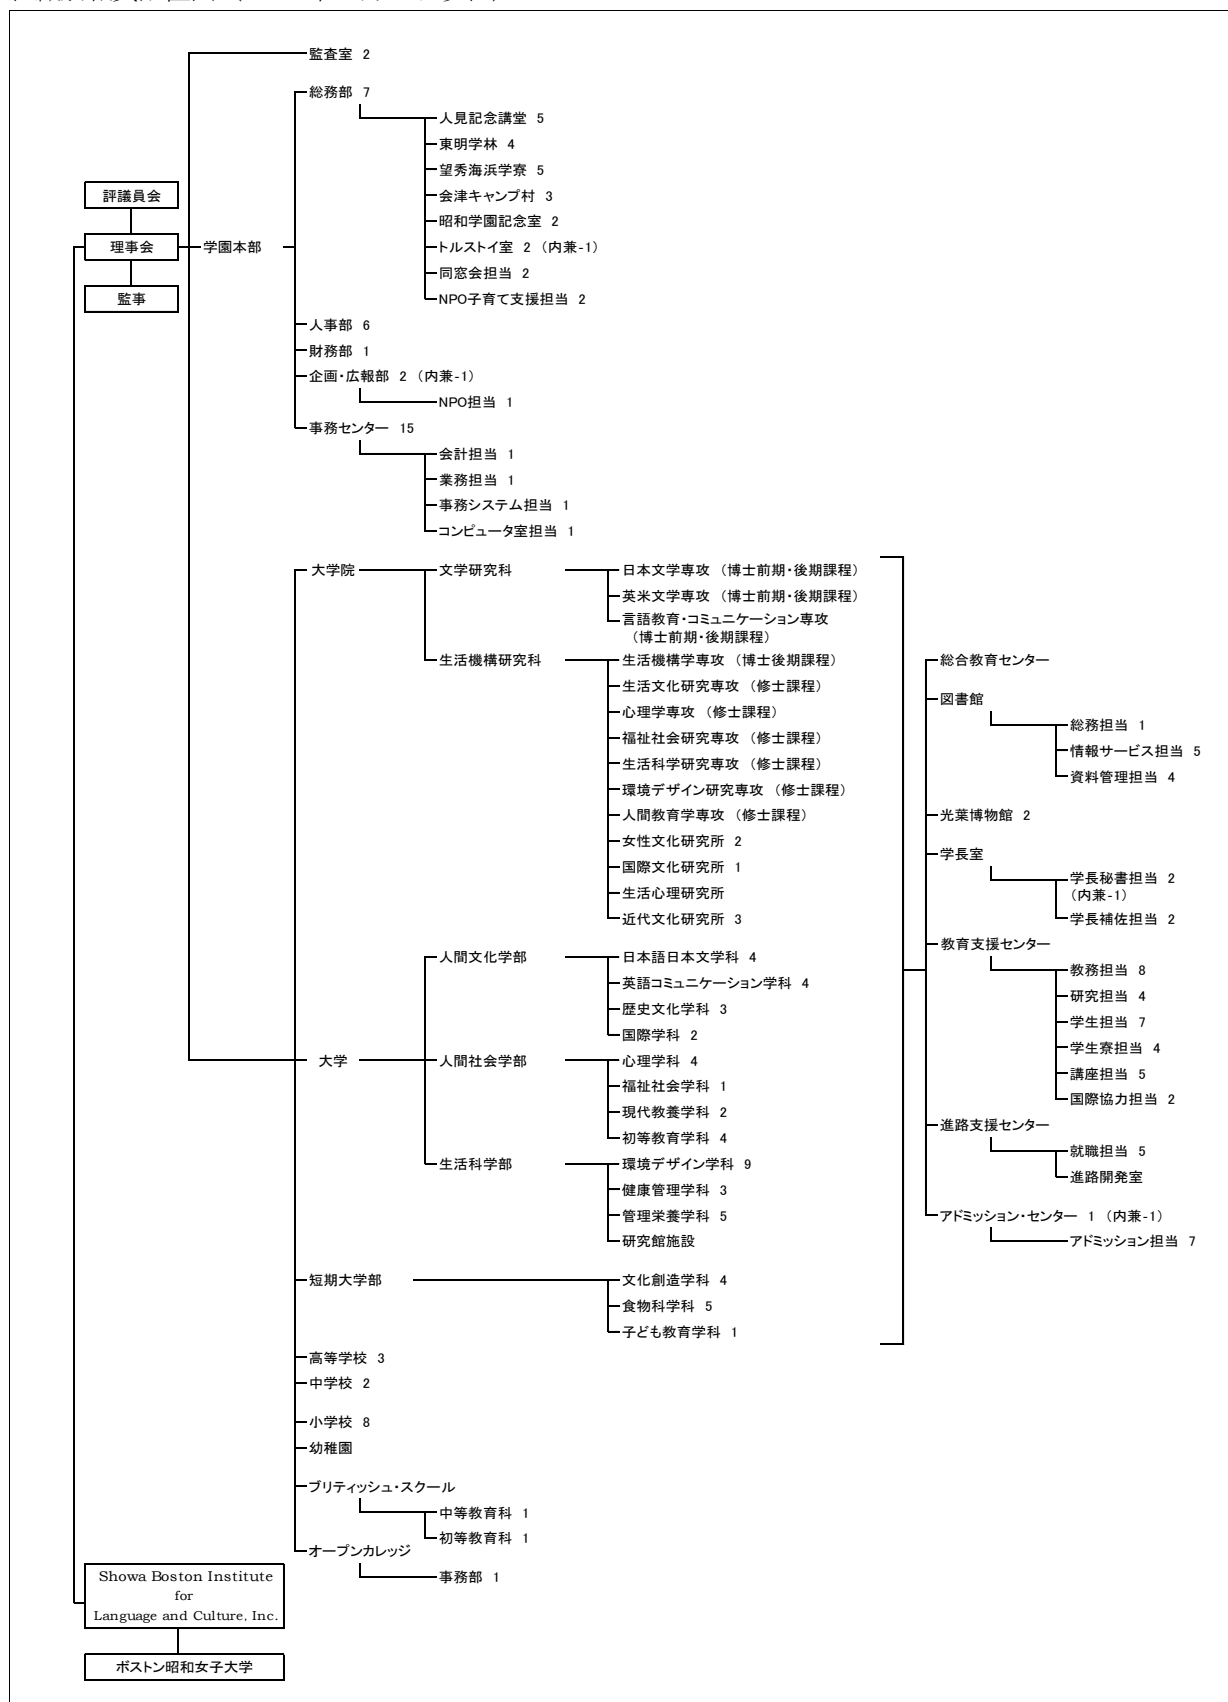 監査室 2
総務部 7
人見記念講堂 5
東明学林 4
望秀海浜学寮 5
会津キャンプ村 3
昭和学園記念室 2
トルストイ室 2 （内兼-1）
同窓会担当 2
NPO子育て支援担当 2
評議員会
理事会
学園本部
監事
人事部 6
財務部 1
企画・広報部 2 （内兼-1）
NPO担当 1
事務センター 15
会計担当 1
業務担当 1
事務システム担当 1
コンピュータ室担当 1
大学院
文学研究科
日本文学専攻 （博士前期・後期課程）
英米文学専攻 （博士前期・後期課程）
言語教育・コミュニケーション専攻
（博士前期・後期課程）
生活機構研究科
生活機構学専攻 （博士後期課程）
生活文化研究専攻 （修士課程）
心理学専攻 （修士課程）
福祉社会研究専攻 （修士課程）
生活科学研究専攻 （修士課程）
環境デザイン研究専攻 （修士課程）
人間教育学専攻 （修士課程）
女性文化研究所 2
国際文化研究所 1
生活心理研究所
近代文化研究所 3
大学
人間文化学部
日本語日本文学科 4
英語コミュニケーション学科 4
歴史文化学科 3
国際学科 2
人間社会学部
心理学科 4
福祉社会学科 1
現代教養学科 2
初等教育学科 4
生活科学部
環境デザイン学科 9
健康管理学科 3
管理栄養学科 5
研究館施設
短期大学部
文化創造学科 4
食物科学科 5
子ども教育学科 1
総合教育センター
図書館
総務担当 1
情報サービス担当 5
資料管理担当 4
光葉博物館 2
学長室
学長秘書担当 2
（内兼-1）
学長補佐担当 2
教育支援センター
教務担当 8
研究担当 4
学生担当 7
学生寮担当 4
講座担当 5
国際協力担当 2
進路支援センター
就職担当 5
進路開発室
アドミッション・センター 1 （内兼-1）
アドミッション担当 7
高等学校 3
中学校 2
小学校 8
幼稚園
ブリティッシュ・スクール
中等教育科 1
初等教育科 1
オープンカレッジ
事務部 1
Showa Boston Institute
for
Language and Culture, Inc.
ボストン昭和女子大学